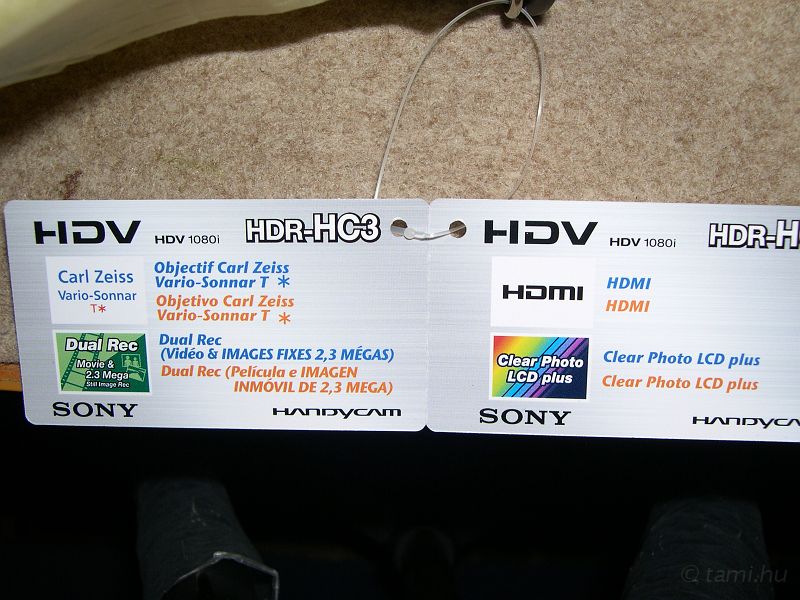 HDV HDV 1080i HDR-HC3
Carl Zeiss
Vario-Sonnar
T*
Objectif Carl Zeiss
Vario-Sonnar T *
Objetivo Carl Zeiss
Vario-Sonnar T *
Dual Rec
Movie &
2.3 Mega
Still Image Rec
Dual Rec
(Vidéo & IMAGES FIXES 2,3 MÉGAS)
Dual Rec (Película e IMAGEN
INMÓVIL DE 2,3 MEGA)
SONY HANDYCAM
HDV HDV 1080i HDR-H
HDMI
HDMI
HDMI
Clear Photo
LCD plus
Clear Photo LCD plus
Clear Photo LCD plus
SONY HANDYCA
© tami.hu